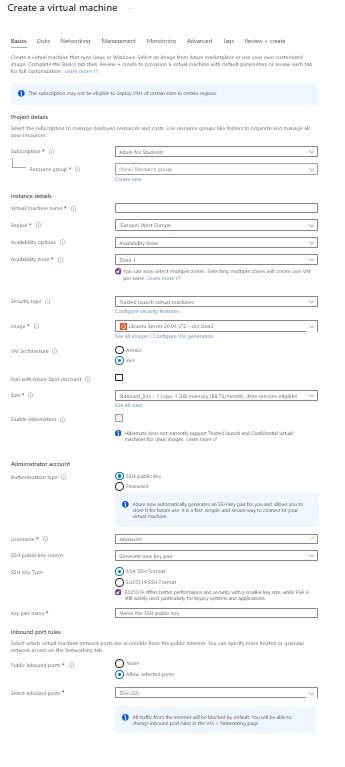 Create a virtual machine ...
Basics Disks Networking Management Monitoring Advanced Tags Review + create
Create a virtual machine that runs Linux or Windows. Select an image from Azure marketplace or use your own customized
image. Complete the Basics tab then Review + create to provision a virtual machine with default parameters or review each tab
for full customization. Learn more
This subscription may not be eligible to deploy VMs of certain sizes in certain regions.
Project details
Select the subscription to manage deployed resources and costs. Use resource groups like folders to organize and manage all
your resources.
Subscription * Azure for Students
Resource group * (New) Resource group
Create new
Instance details
Virtual machine name *
Region * (Europe) West Europe
Availability options Availability zone
Availability zone * Zone 1
You can now select multiple zones. Selecting multiple zones will create one VM
per zone. Learn more
Security type Trusted launch virtual machines
Configure security features
Image * Ubuntu Server 20.04 LTS - x64 Gen2
See all images | Configure VM generation
VM architecture Arm64
x64
Run with Azure Spot discount
Size * Standard_B1s - 1 vcpu, 1 GiB memory ($8.76/month) (free services eligible)
See all sizes
Enable Hibernation
Hibernate does not currently support Trusted launch and Confidential virtual
machines for Linux images. Learn more
Administrator account
Authentication type SSH public key
Password
Azure now automatically generates an SSH key pair for you and allows you to
store it for future use. It is a fast, simple, and secure way to connect to your
virtual machine.
Username * azureuser
SSH public key source Generate new key pair
SSH Key Type RSA SSH Format
Ed25519 SSH Format
Ed25519 offers better performance and security with a smaller key size, while RSA is
still widely used particularly for legacy systems and applications
Key pair name * Name the SSH public key
Inbound port rules
Select which virtual machine network ports are accessible from the public internet. You can specify more limited or granular
network access on the Networking tab.
Public inbound ports * None
Allow selected ports
Select inbound ports * SSH (22)
All traffic from the internet will be blocked by default. You will be able to
change inbound port rules in the VM > Networking page.